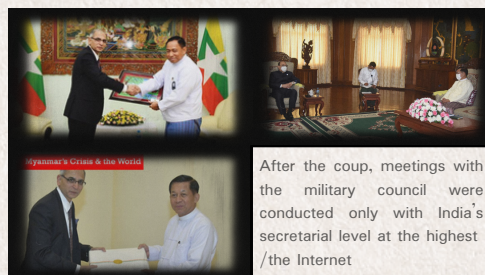 Myanmar's Crisis & the World
After the coup, meetings with
the military council were
conducted only with India's
secretarial level at the highest
/the Internet